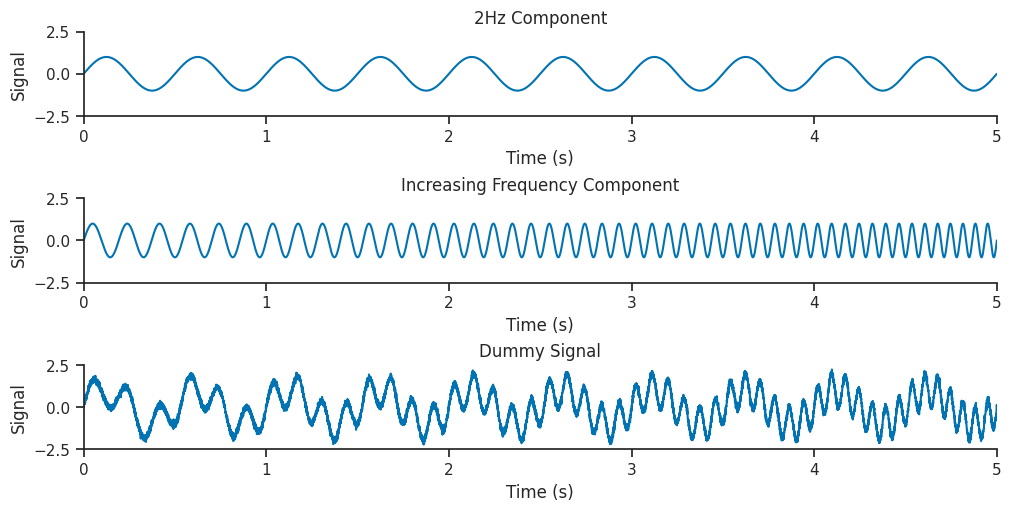 2Hz Component
2.5
0.0
−2.5
Signal
0 1 2 3 4 5
Time (s)
Increasing Frequency Component
2.5
0.0
−2.5
Signal
0 1 2 3 4 5
Time (s)
Dummy Signal
2.5
0.0
−2.5
Signal
0 1 2 3 4 5
Time (s)